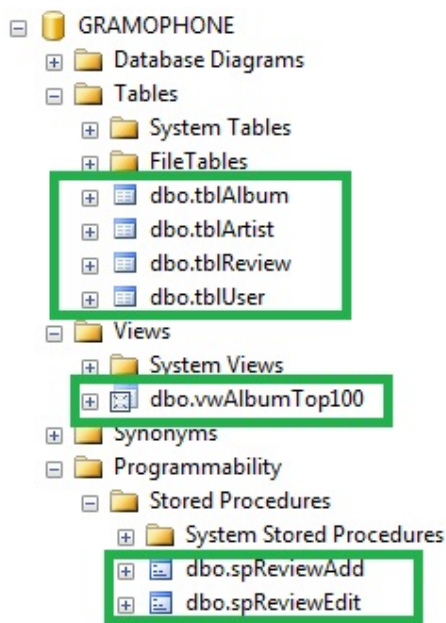 GRAMOPHONE
Database Diagrams
Tables
System Tables
FileTables
dbo.tblAlbum
dbo.tblArtist
dbo.tblReview
dbo.tblUser
Views
System Views
dbo.vwAlbumTop100
Synonyms
Programmability
Stored Procedures
System Stored Procedures
dbo.spReviewAdd
dbo.spReviewEdit